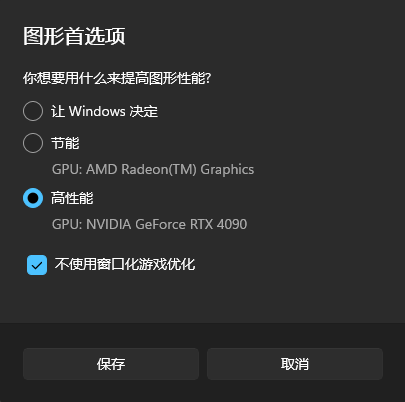 图形首选项
你想要用什么来提高图形性能?
让 Windows 决定
节能
GPU: AMD Radeon(TM) Graphics
高性能
GPU: NVIDIA GeForce RTX 4090
不使用窗口化游戏优化
保存
取消